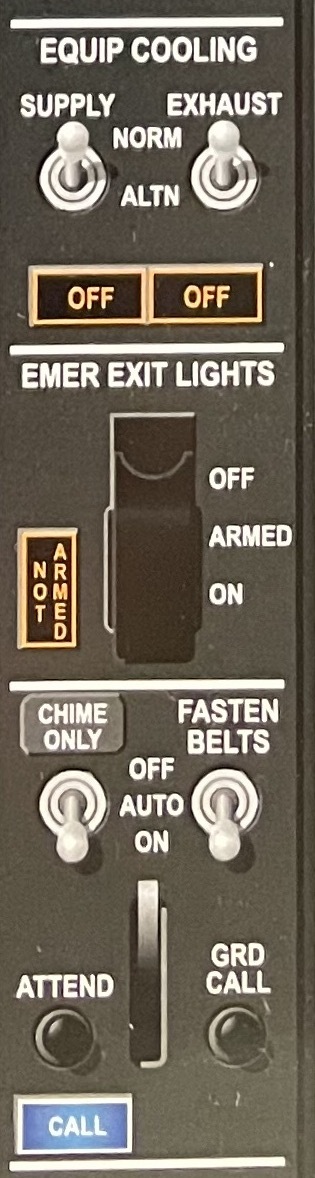 EQUIP COOLING
SUPPLY EXHAUST
NORM
ALTN
OFF OFF
EMER EXIT LIGHTS
OFF
ARMED
ON
NOT ARMED
CHIME ONLY
FASTEN BELTS
OFF
AUTO
ON
ATTEND
GRD CALL
CALL